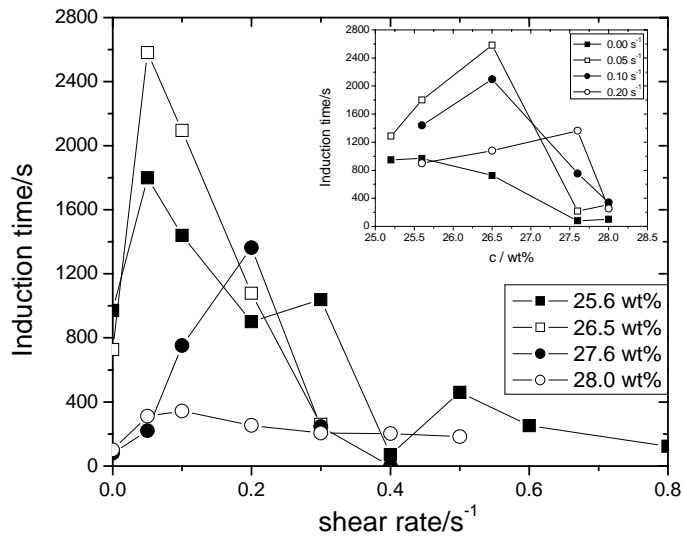 2800
2400
2000
1600
1200
800
400
0
Induction time/s
0.0 0.2 0.4 0.6 0.8
shear rate/s⁻¹
25.6 wt%
26.5 wt%
27.6 wt%
28.0 wt%
2800
2400
2000
1600
1200
800
400
0
Induction time/s
25.0 25.5 26.0 26.5 27.0 27.5 28.0 28.5
c / wt%
0.00 s⁻¹
0.05 s⁻¹
0.10 s⁻¹
0.20 s⁻¹